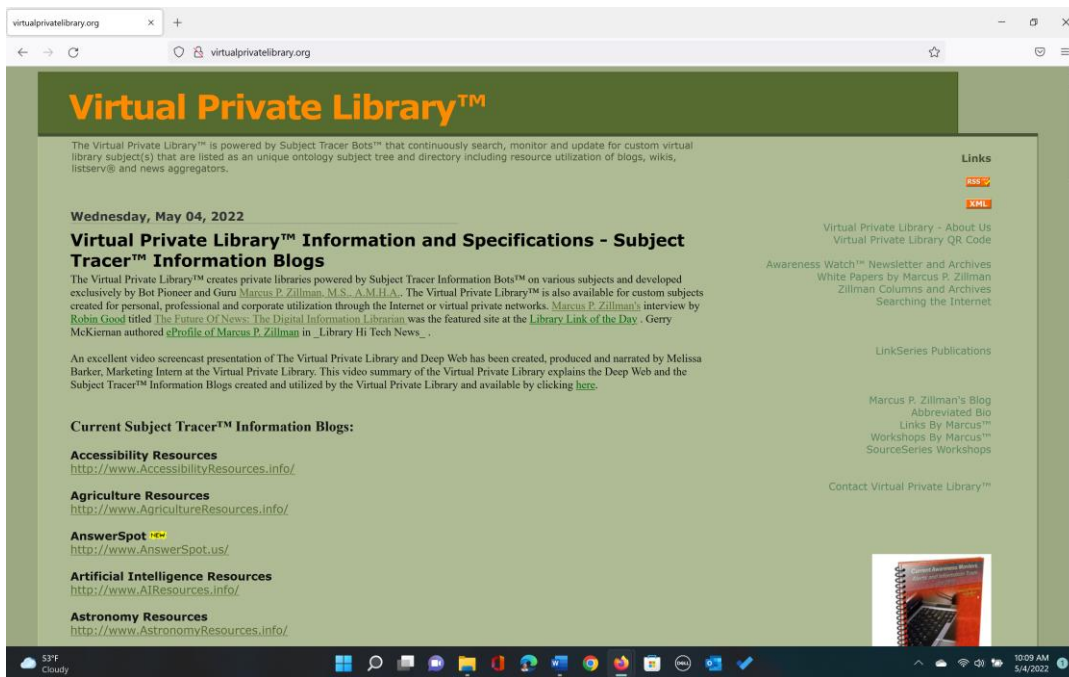 virtualprivatelibrary.org
virtualprivatelibrary.org
Virtual Private Library™
The Virtual Private Library™ is powered by Subject Tracer Bots™ that continuously search, monitor and update for custom virtual
library subject(s) that are listed as an unique ontology subject tree and directory including resource utilization of blogs, wikis,
listserv® and news aggregators.
Wednesday, May 04, 2022
Virtual Private Library™ Information and Specifications - Subject
Tracer™ Information Blogs
The Virtual Private Library™ creates private libraries powered by Subject Tracer Information Bots™ on various subjects and developed
exclusively by Bot Pioneer and Guru Marcus P. Zillman, M.S., A.M.H.A.. The Virtual Private Library™ is also available for custom subjects
created for personal, professional and corporate utilization through the Internet or virtual private networks. Marcus P. Zillman's interview by
Robin Good titled The Future Of News: The Digital Information Librarian was the featured site at the Library Link of the Day . Gerry
McKiernan authored eProfile of Marcus P. Zillman in _Library Hi Tech News_ .
An excellent video screencast presentation of The Virtual Private Library and Deep Web has been created, produced and narrated by Melissa
Barker, Marketing Intern at the Virtual Private Library. This video summary of the Virtual Private Library explains the Deep Web and the
Subject Tracer™ Information Blogs created and utilized by the Virtual Private Library and available by clicking here.
Current Subject Tracer™ Information Blogs:
Accessibility Resources
http://www.AccessibilityResources.info/
Agriculture Resources
http://www.AgricultureResources.info/
AnswerSpot NEW
http://www.AnswerSpot.us/
Artificial Intelligence Resources
http://www.AIResources.info/
Astronomy Resources
http://www.AstronomyResources.info/
Links
RSS
XML
Virtual Private Library - About Us
Virtual Private Library QR Code
Awareness Watch™ Newsletter and Archives
White Papers by Marcus P. Zillman
Zillman Columns and Archives
Searching the Internet
LinkSeries Publications
Marcus P. Zillman's Blog
Abbreviated Bio
Links By Marcus™
Workshops By Marcus™
SourceSeries Workshops
Contact Virtual Private Library™
53°F
Cloudy
DELL
10:09 AM
5/4/2022